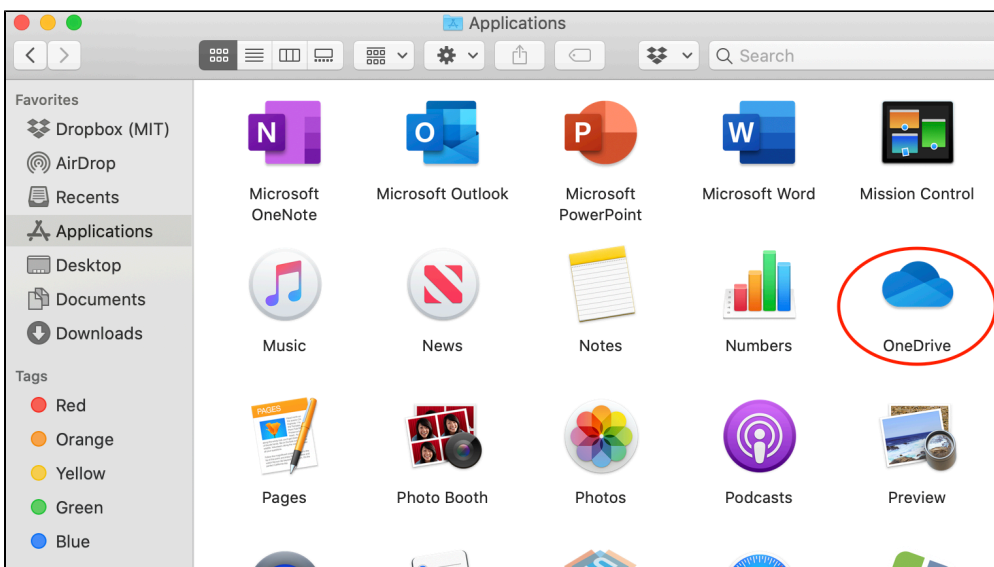 Applications
Search
Favorites
Dropbox (MIT)
AirDrop
Recents
Applications
Desktop
Documents
Downloads
Tags
Red
Orange
Yellow
Green
Blue
N
O
P
W
Microsoft
OneNote
Microsoft Outlook
Microsoft
PowerPoint
Microsoft Word
Mission Control
Music
News
Notes
Numbers
OneDrive
PAGES
Pages
Photo Booth
Photos
Podcasts
Preview